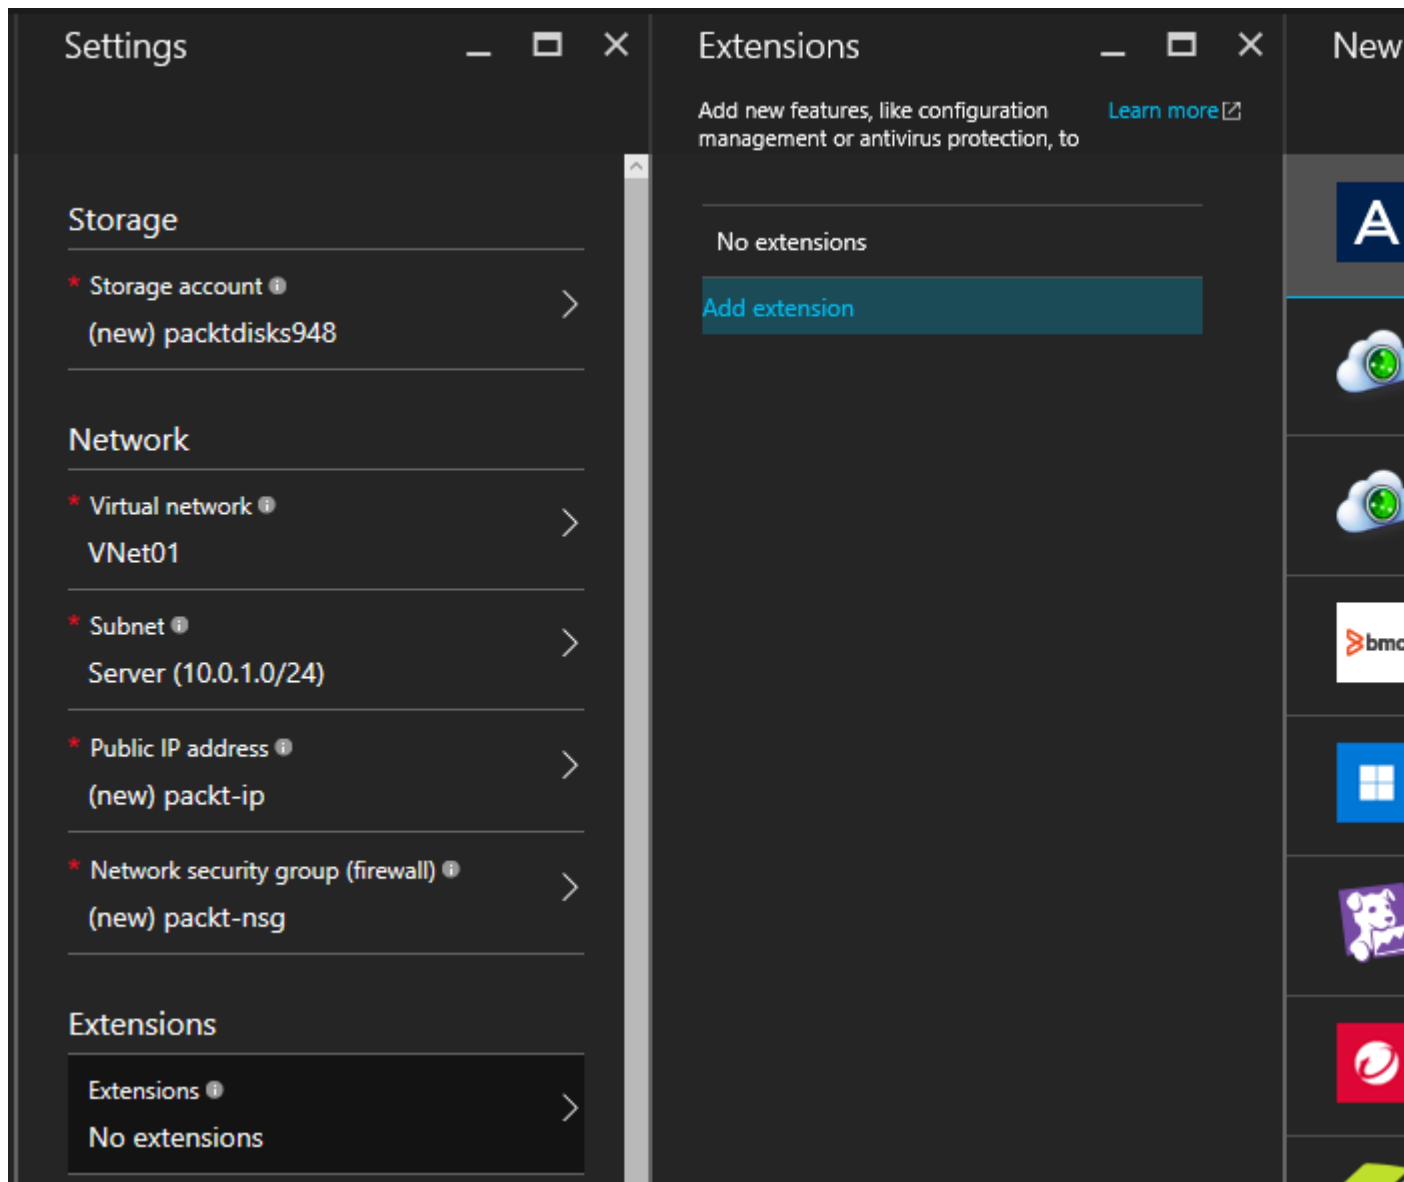 Settings
Storage
* Storage account
(new) packtdisks948
Network
* Virtual network
VNet01
* Subnet
Server (10.0.1.0/24)
* Public IP address
(new) packt-ip
* Network security group (firewall)
(new) packt-nsg
Extensions
Extensions
No extensions
Extensions
Add new features, like configuration
management or antivirus protection, to
Learn more
No extensions
Add extension
New
A
bmc